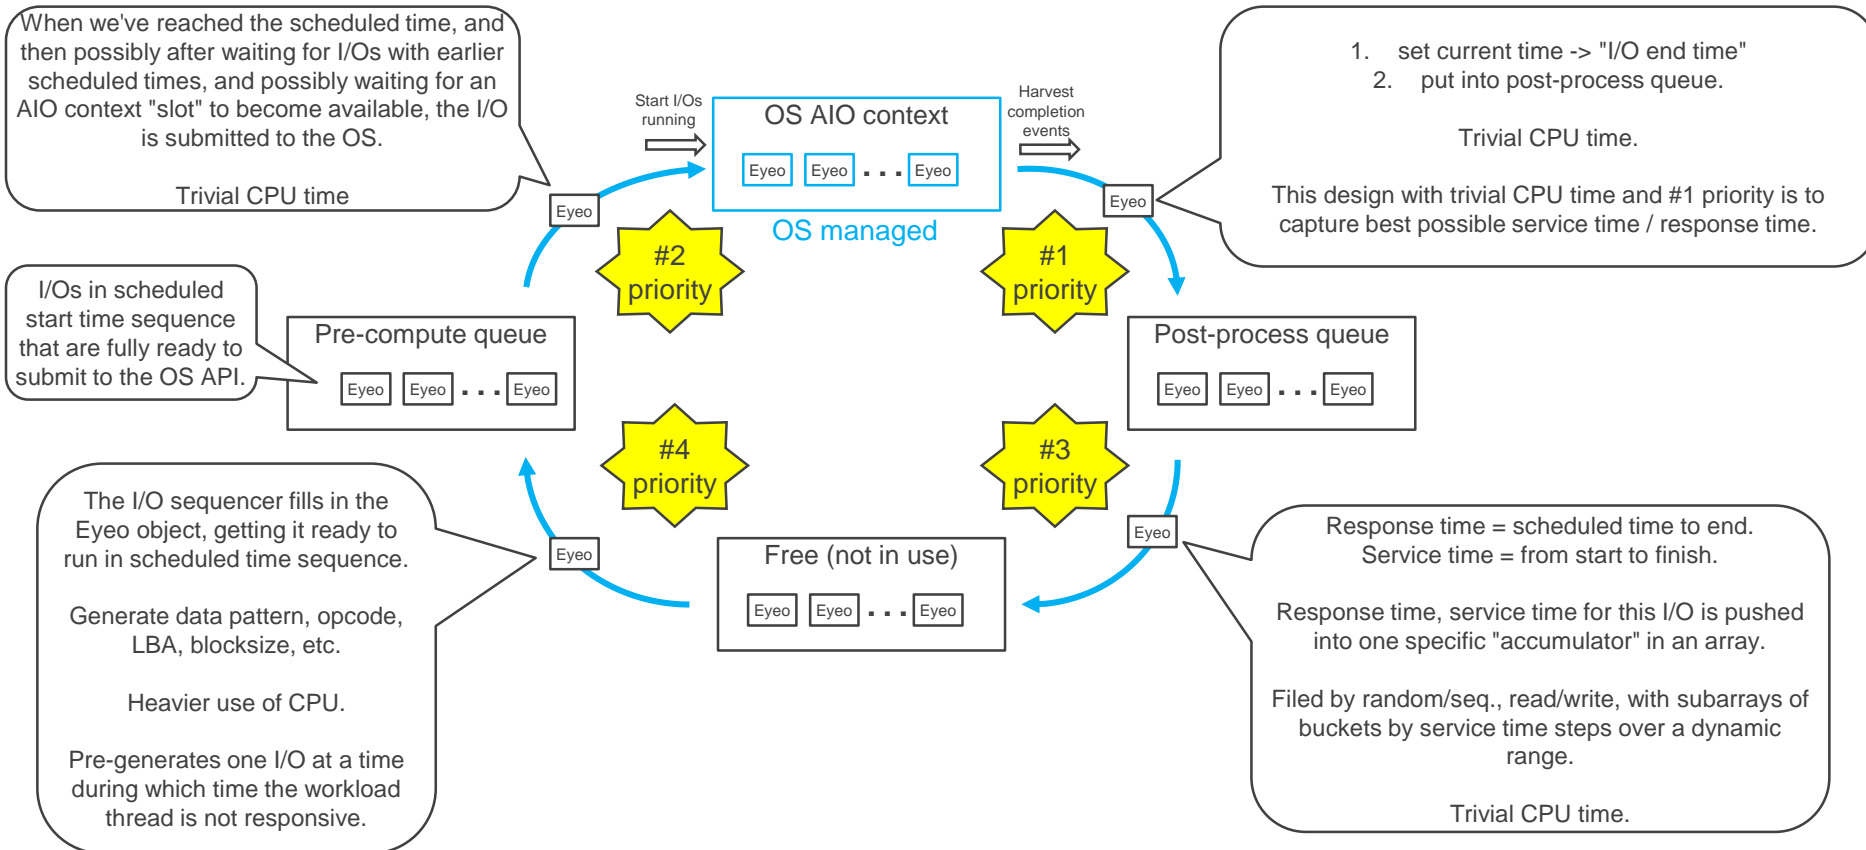 When we've reached the scheduled time, and
then possibly after waiting for I/Os with earlier
scheduled times, and possibly waiting for an
AIO context "slot" to become available, the I/O
is submitted to the OS.
Trivial CPU time
Start I/Os
running
OS AIO context
Eyeo Eyeo ... Eyeo
OS managed
Harvest
completion
events
1. set current time -> "I/O end time"
2. put into post-process queue.
Trivial CPU time.
This design with trivial CPU time and #1 priority is to
capture best possible service time / response time.
Eyeo
Eyeo
#2
priority
#1
priority
I/Os in scheduled
start time sequence
that are fully ready to
submit to the OS API.
Pre-compute queue
Eyeo Eyeo ... Eyeo
Post-process queue
Eyeo Eyeo ... Eyeo
#4
priority
#3
priority
The I/O sequencer fills in the
Eyeo object, getting it ready to
run in scheduled time sequence.
Generate data pattern, opcode,
LBA, blocksize, etc.
Heavier use of CPU.
Pre-generates one I/O at a time
during which time the workload
thread is not responsive.
Eyeo
Free (not in use)
Eyeo Eyeo ... Eyeo
Eyeo
Response time = scheduled time to end.
Service time = from start to finish.
Response time, service time for this I/O is pushed
into one specific "accumulator" in an array.
Filed by random/seq., read/write, with subarrays of
buckets by service time steps over a dynamic
range.
Trivial CPU time.